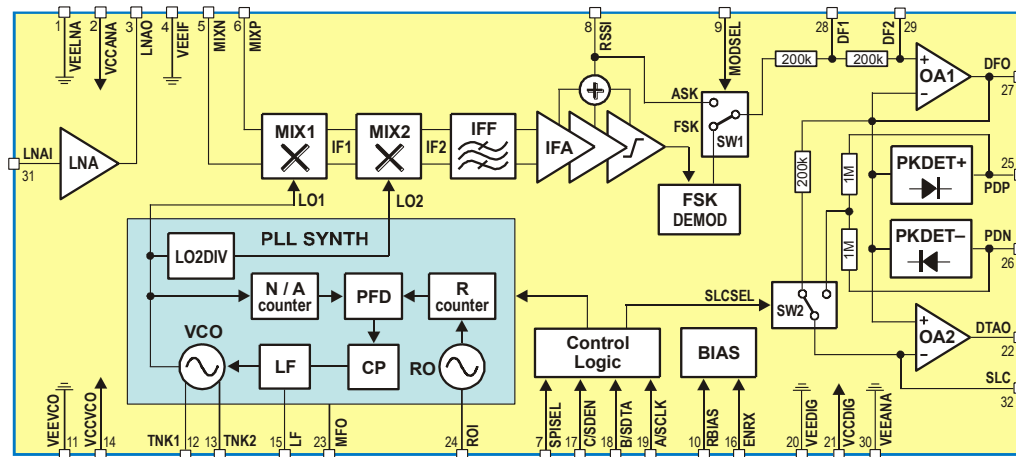 1 VEELNA
2 VCCANA
3 LNAO
4 VEEIF
5 MIXN
6 MIXP
8 RSSI
9 MODSEL
28 DF1
DF2 29
200k
200k
+
−
OA1
DFO
27
ASK
FSK
SW1
LNAI
31
LNA
MIX1
IF1
MIX2
IF2
IFF
IFA
+
FSK
DEMOD
LO1
LO2
200k
1M
1M
PKDET+
25
PDP
PKDET–
PDN
26
PLL SYNTH
LO2DIV
N / A
counter
PFD
R
counter
VCO
LF
CP
RO
SLCSEL
SW2
Control
Logic
BIAS
+
−
OA2
DTAO
22
SLC
32
VEEVCO 11
VCCVCO 14
TNK1 12
13 TNK2
15 LF
23 MFO
24 ROI
7 SPISEL
17 C/SDEN
18 B/SDTA
19 A/SCLK
10 RBIAS
16 ENRX
20 VEEDIG
21 VCCDIG
30 VEEANA